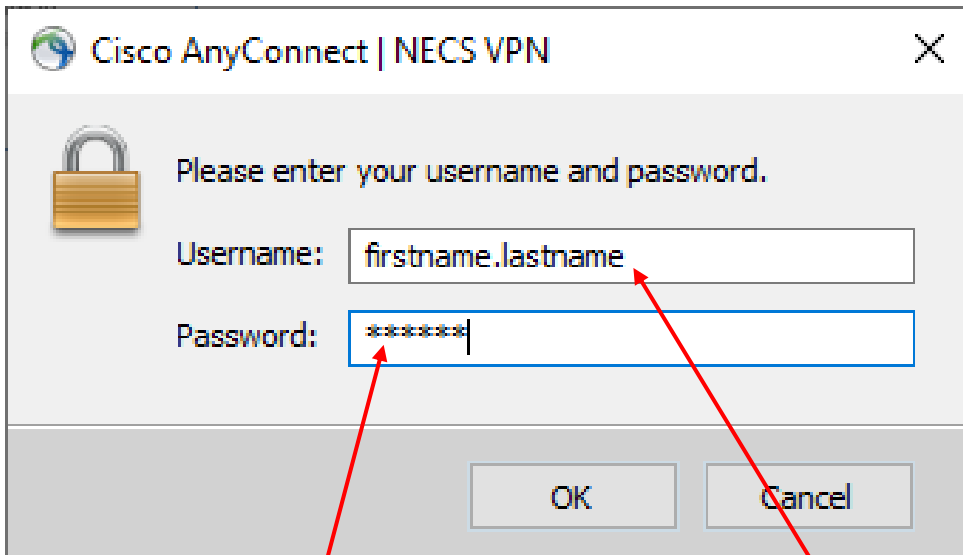 Cisco AnyConnect | NECS VPN
Please enter your username and password.
Username: firstname.lastname
Password: ******
OK Cancel